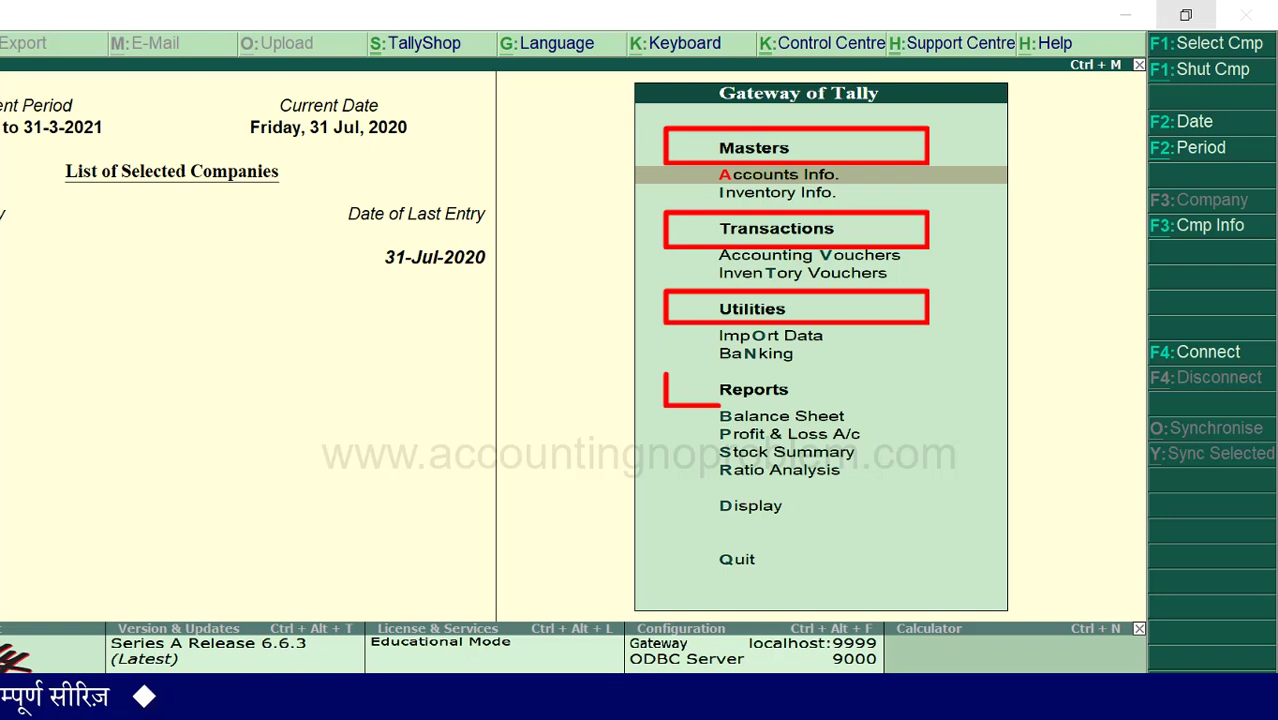 Export M:E-Mail O:Upload S:TallyShop G:Language K:Keyboard K:Control Centre H:Support Centre H:Help
Ctrl + M
Current Date
Friday, 31 Jul, 2020
Period
to 31-3-2021
List of Selected Companies
Date of Last Entry
31-Jul-2020
Gateway of Tally
Masters
Accounts Info.
Inventory Info.
Transactions
Accounting Vouchers
InvenTory Vouchers
Utilities
ImpOrt Data
BaNking
Reports
Balance Sheet
Profit & Loss A/c
Stock Summary
Ratio Analysis
Display
Quit
www.accountingnoproblem.com
F1:Select Cmp
F1:Shut Cmp
F2:Date
F2:Period
F3:Company
F3:Cmp Info
F4:Connect
F4:Disconnect
O:Synchronise
Y:Sync Selected
Version & Updates Ctrl + Alt + T
Series A Release 6.6.3
(Latest)
License & Services Ctrl + Alt + L
Educational Mode
Configuration Ctrl + Alt + F
Gateway localhost:9999
ODBC Server 9000
Calculator Ctrl + N
सीरिज़